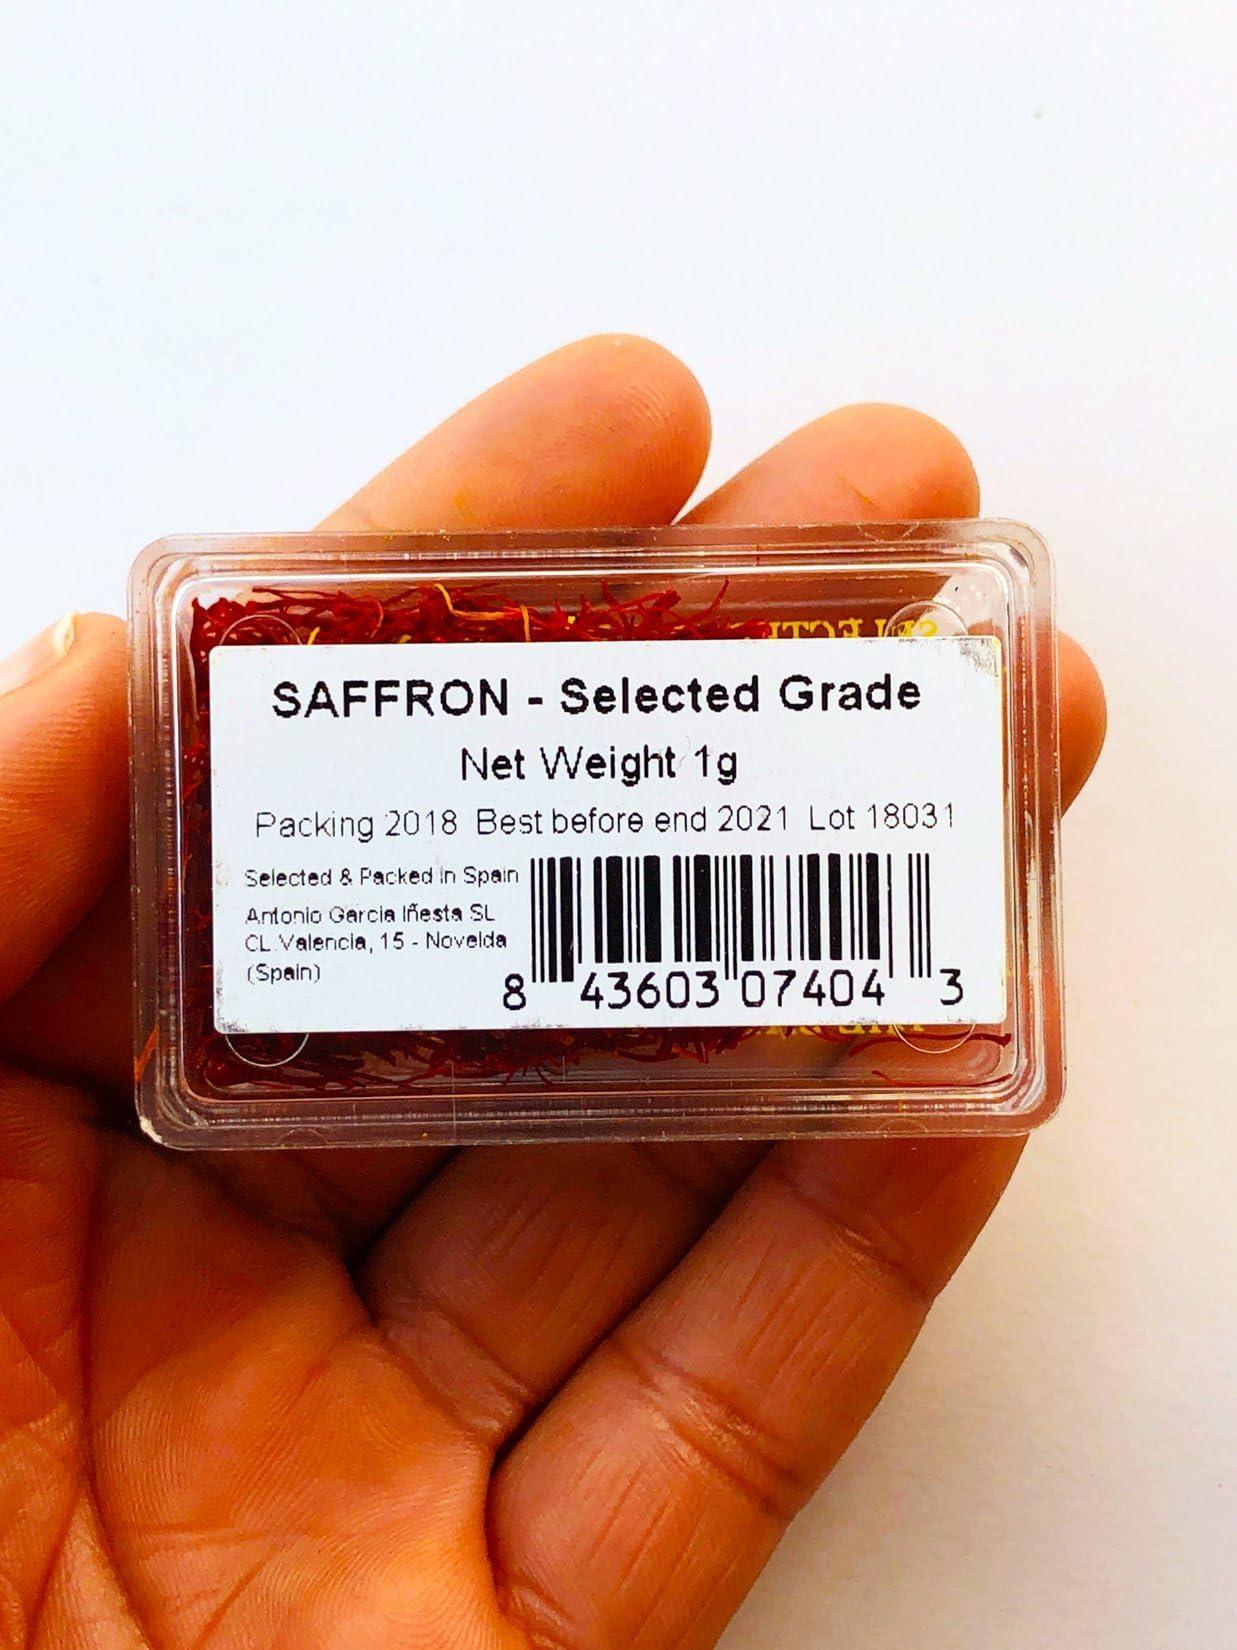 SAFFRON - Selected Grade
Net Weight 1g
Packing 2018 Best before end 2021 Lot 18031
Selected & Packed in Spain
Antonio Garcia Iñesta SL
CL.Valencia, 15 - Novelda
(Spain)
8 43603 07404 3